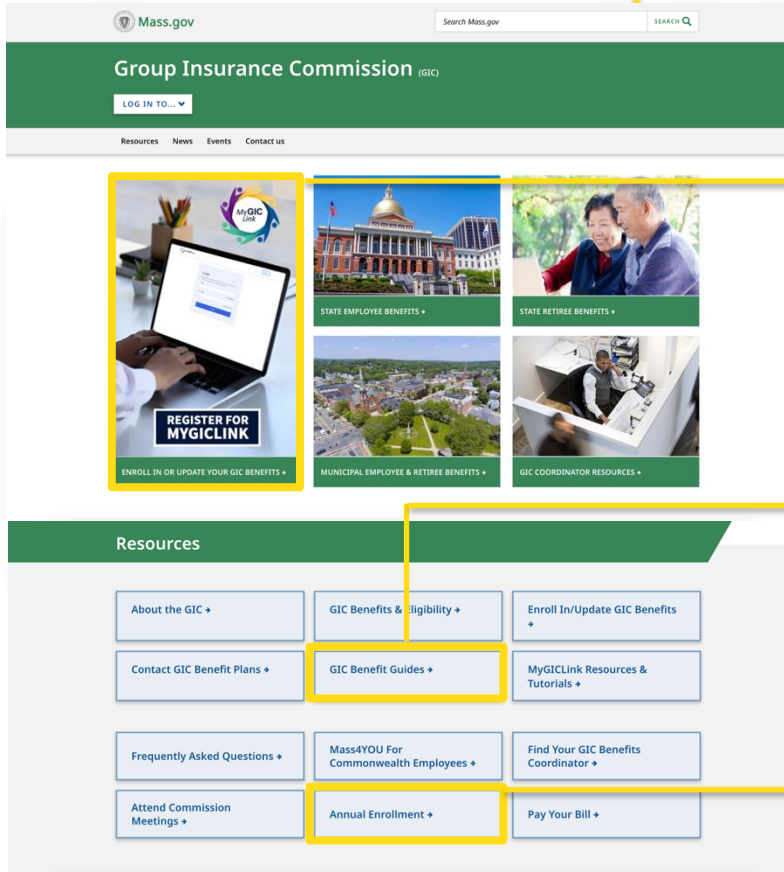 Mass.gov
Search Mass.gov
SEARCH
Group Insurance Commission (GIC)
LOG IN TO...
Resources News Events Contact us
MyGIC
Link
Login
REGISTER FOR
MYGICLINK
ENROLL IN OR UPDATE YOUR GIC BENEFITS
STATE EMPLOYEE BENEFITS
STATE RETIREE BENEFITS
MUNICIPAL EMPLOYEE & RETIREE BENEFITS
GIC COORDINATOR RESOURCES
Resources
About the GIC
GIC Benefits & Eligibility
Enroll In/Update GIC Benefits
Contact GIC Benefit Plans
GIC Benefit Guides
MyGICLink Resources &
Tutorials
Frequently Asked Questions
Mass4YOU For
Commonwealth Employees
Find Your GIC Benefits
Coordinator
Attend Commission
Meetings
Annual Enrollment
Pay Your Bill